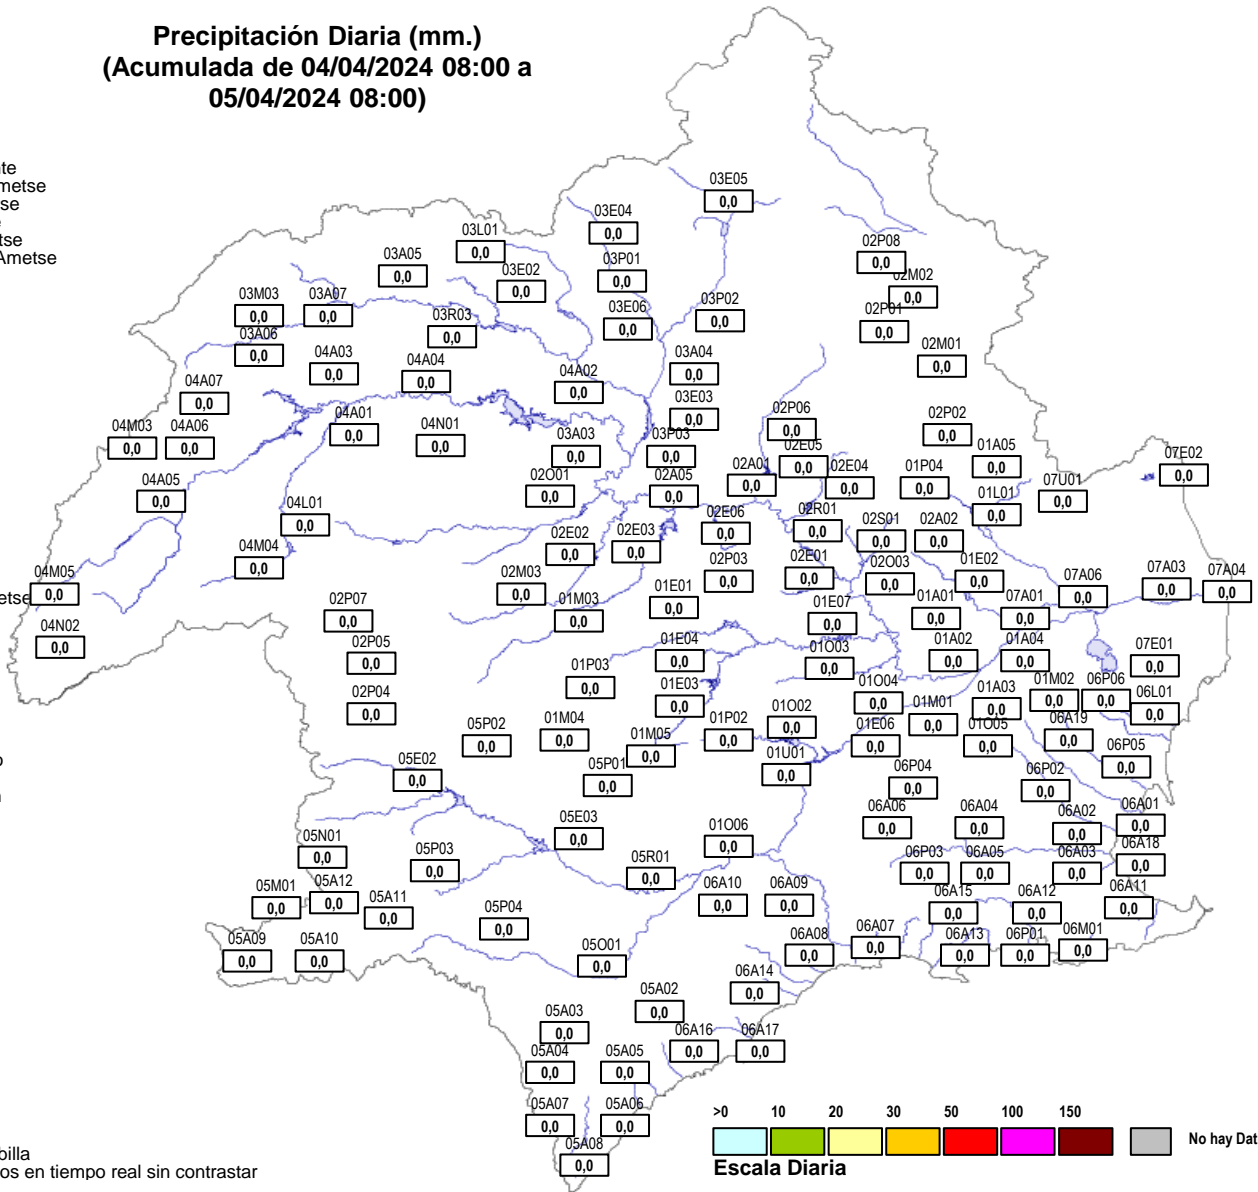 Precipitación Diaria (mm.)
(Acumulada de 04/04/2024 08:00 a
05/04/2024 08:00)
nte
metse
se
e
tse
Ametse
03E05
0,0
03E04
0,0
03L01
0,0
03A05
0,0
03E02
0,0
03P01
0,0
02P08
0,0
02M02
0,0
03M03
0,0
03A07
0,0
03R03
0,0
03E06
0,0
03P02
0,0
02P01
0,0
03A06
0,0
04A03
0,0
04A04
0,0
04A02
0,0
03A04
0,0
02M01
0,0
04A07
0,0
03E03
0,0
04M03
0,0
04A06
0,0
04A01
0,0
04N01
0,0
03A03
0,0
03P03
0,0
02P06
0,0
02E05
0,0
02P02
0,0
01A05
0,0
07E02
0,0
04A05
0,0
02O01
0,0
02A05
0,0
02A01
0,0
02E04
0,0
01P04
0,0
01L01
0,0
07U01
0,0
04L01
0,0
02E06
0,0
02R01
0,0
02S01
0,0
02A02
0,0
04M04
0,0
02E02
0,0
02E03
0,0
02P03
0,0
02E01
0,0
02O03
0,0
01E02
0,0
04M05
0,0
etse
02M03
0,0
01M03
0,0
01E01
0,0
07A06
0,0
07A03
0,0
07A04
0,0
02P07
0,0
01E07
0,0
01A01
0,0
07A01
0,0
04N02
0,0
02P05
0,0
01E04
0,0
01O03
0,0
01A02
0,0
01A04
0,0
07E01
0,0
01P03
0,0
02P04
0,0
01E03
0,0
01O04
0,0
01M01
0,0
01A03
0,0
01M02
0,0
06P06
0,0
06L01
0,0
05P02
0,0
01M04
0,0
01M05
0,0
01P02
0,0
01O02
0,0
01E06
0,0
01O05
0,0
06A19
0,0
o
05E02
0,0
05P01
0,0
01U01
0,0
06P04
0,0
06P02
0,0
06P05
0,0
05E03
0,0
01O06
0,0
06A06
0,0
06A04
0,0
06A02
0,0
06A01
0,0
05N01
0,0
05P03
0,0
05R01
0,0
06P03
0,0
06A05
0,0
06A03
0,0
06A18
0,0
05M01
0,0
05A12
0,0
05A11
0,0
05P04
0,0
06A10
0,0
06A09
0,0
06A15
0,0
06A12
0,0
06A11
0,0
05A09
0,0
05A10
0,0
05O01
0,0
06A08
0,0
06A07
0,0
06A13
0,0
06P01
0,0
06M01
0,0
06A14
0,0
05A02
0,0
05A03
0,0
06A16
0,0
06A17
0,0
05A04
0,0
05A05
0,0
05A07
0,0
05A06
0,0
05A08
0,0
>0 10 20 30 50 100 150
No hay Dat
Escala Diaria
billa
os en tiempo real sin contrastar